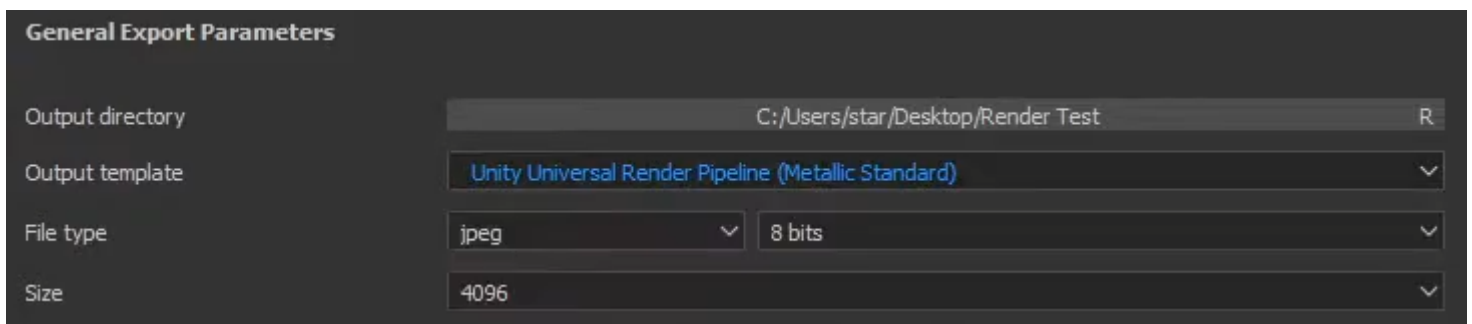 General Export Parameters
Output directory C:/Users/star/Desktop/Render Test R
Output template Unity Universal Render Pipeline (Metallic Standard)
File type jpeg 8 bits
Size 4096